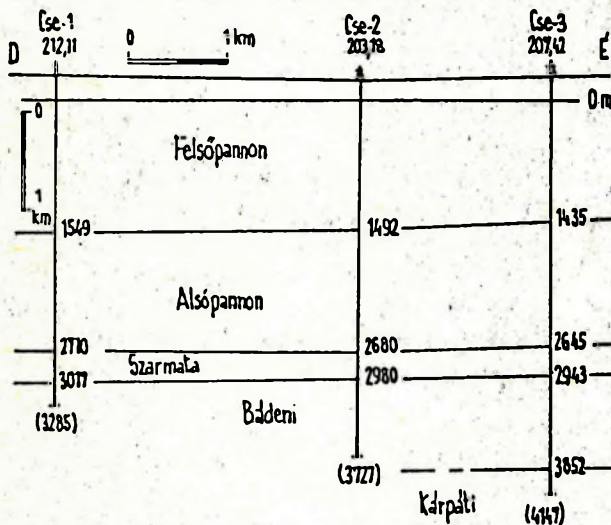 Cse-1 Cse-2 Cse-3
212,11 0 1 km 203,78 207,42
D É
0 0 m
Felsőpannon
1
km
1549 1492 1435
Alsópannon
2710 2680 2645
Szarmata
3017 2980 2943
Bádeni
(3285)
(3727) 3852
Kárpáti
(4147)